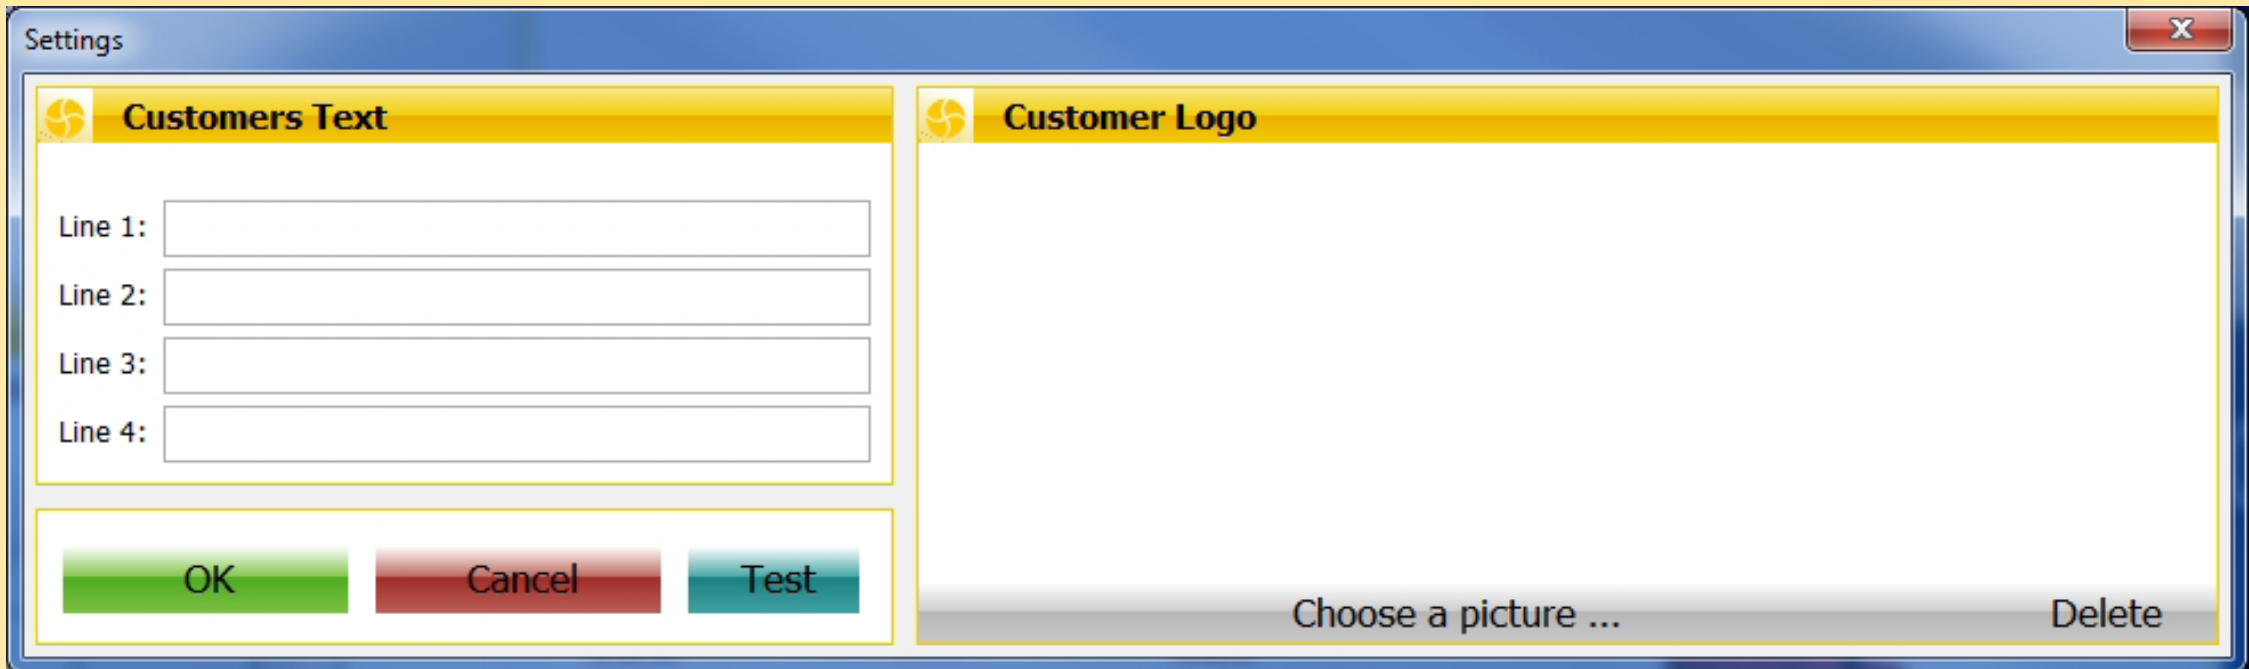 Settings
x
Customers Text
Line 1:
Line 2:
Line 3:
Line 4:
OK Cancel Test
Customer Logo
Choose a picture ... Delete